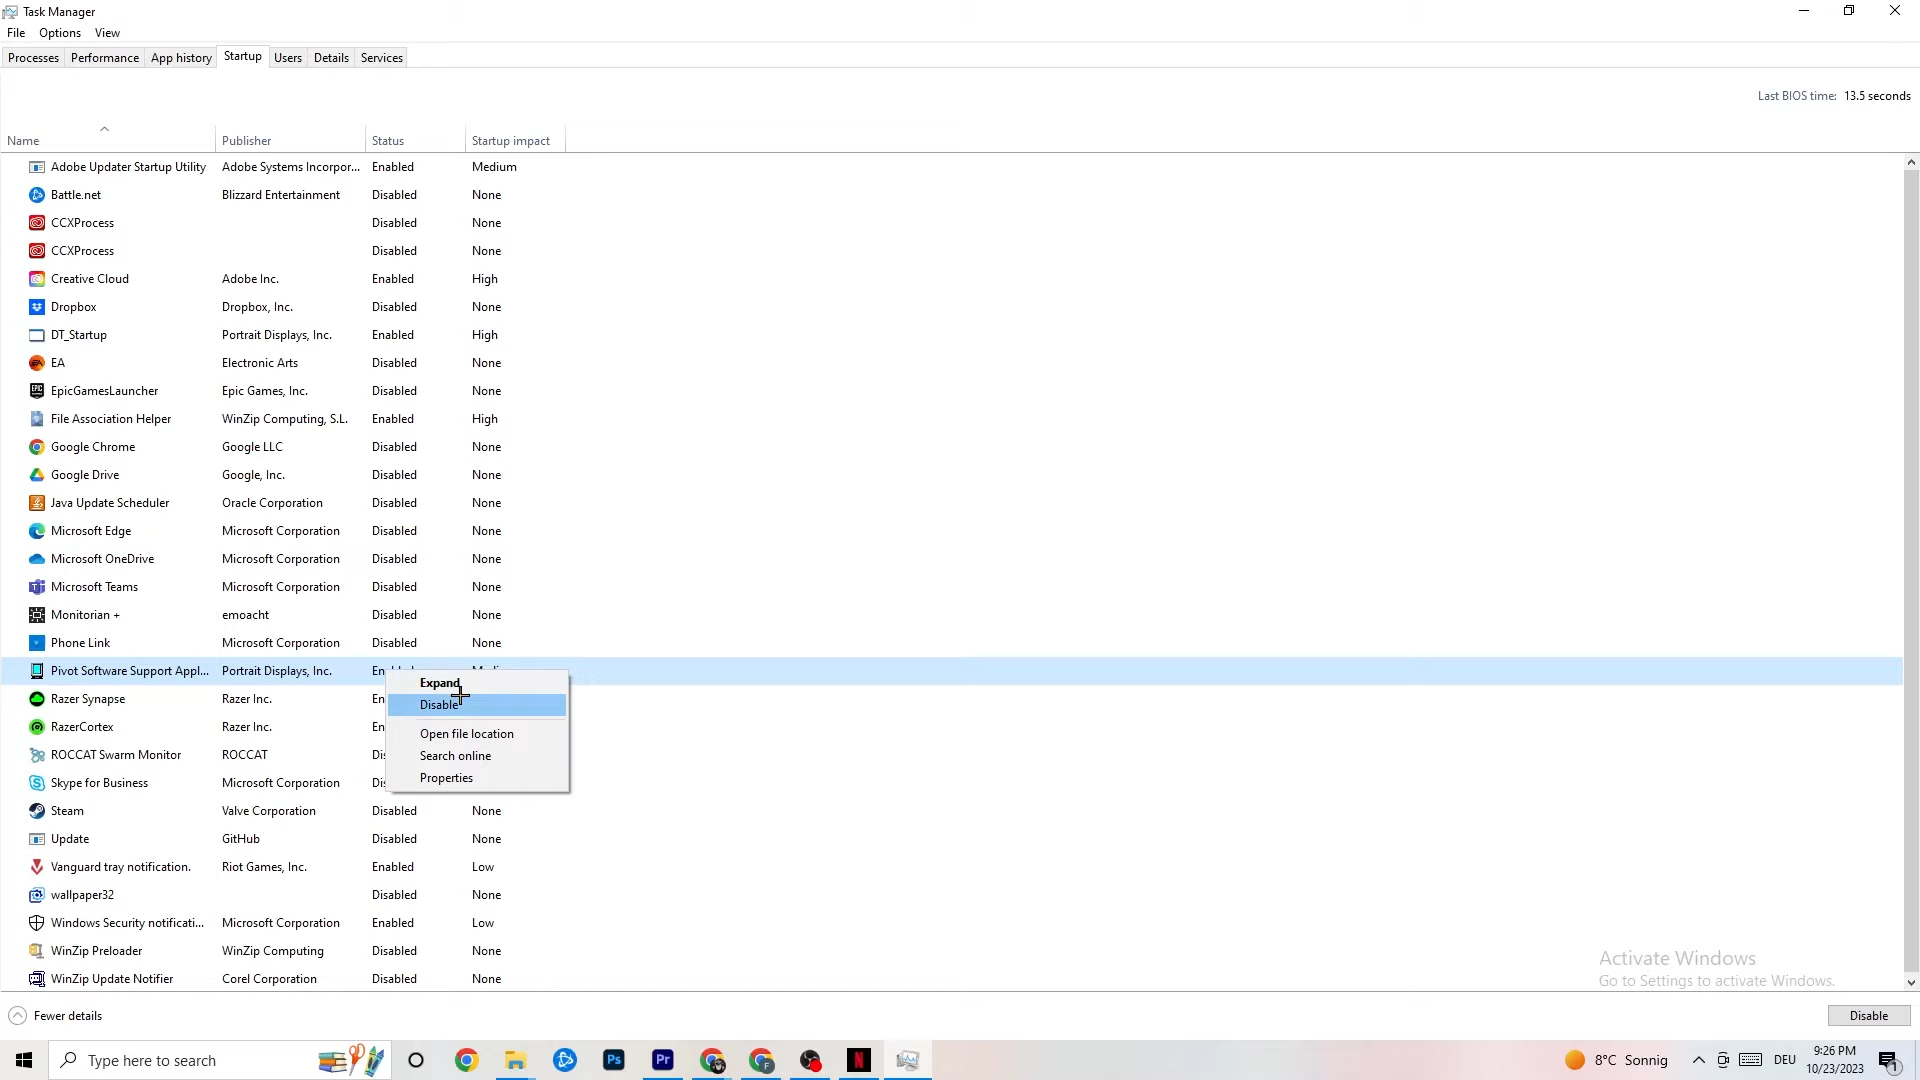 Task Manager
File Options View
Processes Performance App history Startup Users Details Services
Last BIOS time: 13.5 seconds
Name Publisher Status Startup impact
Adobe Updater Startup Utility Adobe Systems Incorpor... Enabled Medium
Battle.net Blizzard Entertainment Disabled None
CCXProcess Disabled None
CCXProcess Disabled None
Creative Cloud Adobe Inc. Enabled High
Dropbox Dropbox, Inc. Disabled None
DT_Startup Portrait Displays, Inc. Enabled High
EA Electronic Arts Disabled None
EpicGamesLauncher Epic Games, Inc. Disabled None
File Association Helper WinZip Computing, S.L. Enabled High
Google Chrome Google LLC Disabled None
Google Drive Google, Inc. Disabled None
Java Update Scheduler Oracle Corporation Disabled None
Microsoft Edge Microsoft Corporation Disabled None
Microsoft OneDrive Microsoft Corporation Disabled None
Microsoft Teams Microsoft Corporation Disabled None
Monitorian + emoacht Disabled None
Phone Link Microsoft Corporation Disabled None
Pivot Software Support Appl... Portrait Displays, Inc.
Expand
Razer Synapse Razer Inc. En
Disable
RazerCortex Razer Inc. En
Open file location
ROCCAT Swarm Monitor ROCCAT Dis
Search online
Skype for Business Microsoft Corporation Dis
Properties
Steam Valve Corporation Disabled None
Update GitHub Disabled None
Vanguard tray notification. Riot Games, Inc. Enabled Low
wallpaper32 Disabled None
Windows Security notificati... Microsoft Corporation Enabled Low
WinZip Preloader WinZip Computing Disabled None
WinZip Update Notifier Corel Corporation Disabled None
Activate Windows
Go to Settings to activate Windows.
Fewer details Disable
Type here to search Ps Pr F N 8°C Sonnig DEU 9:26 PM
10/23/2023 1